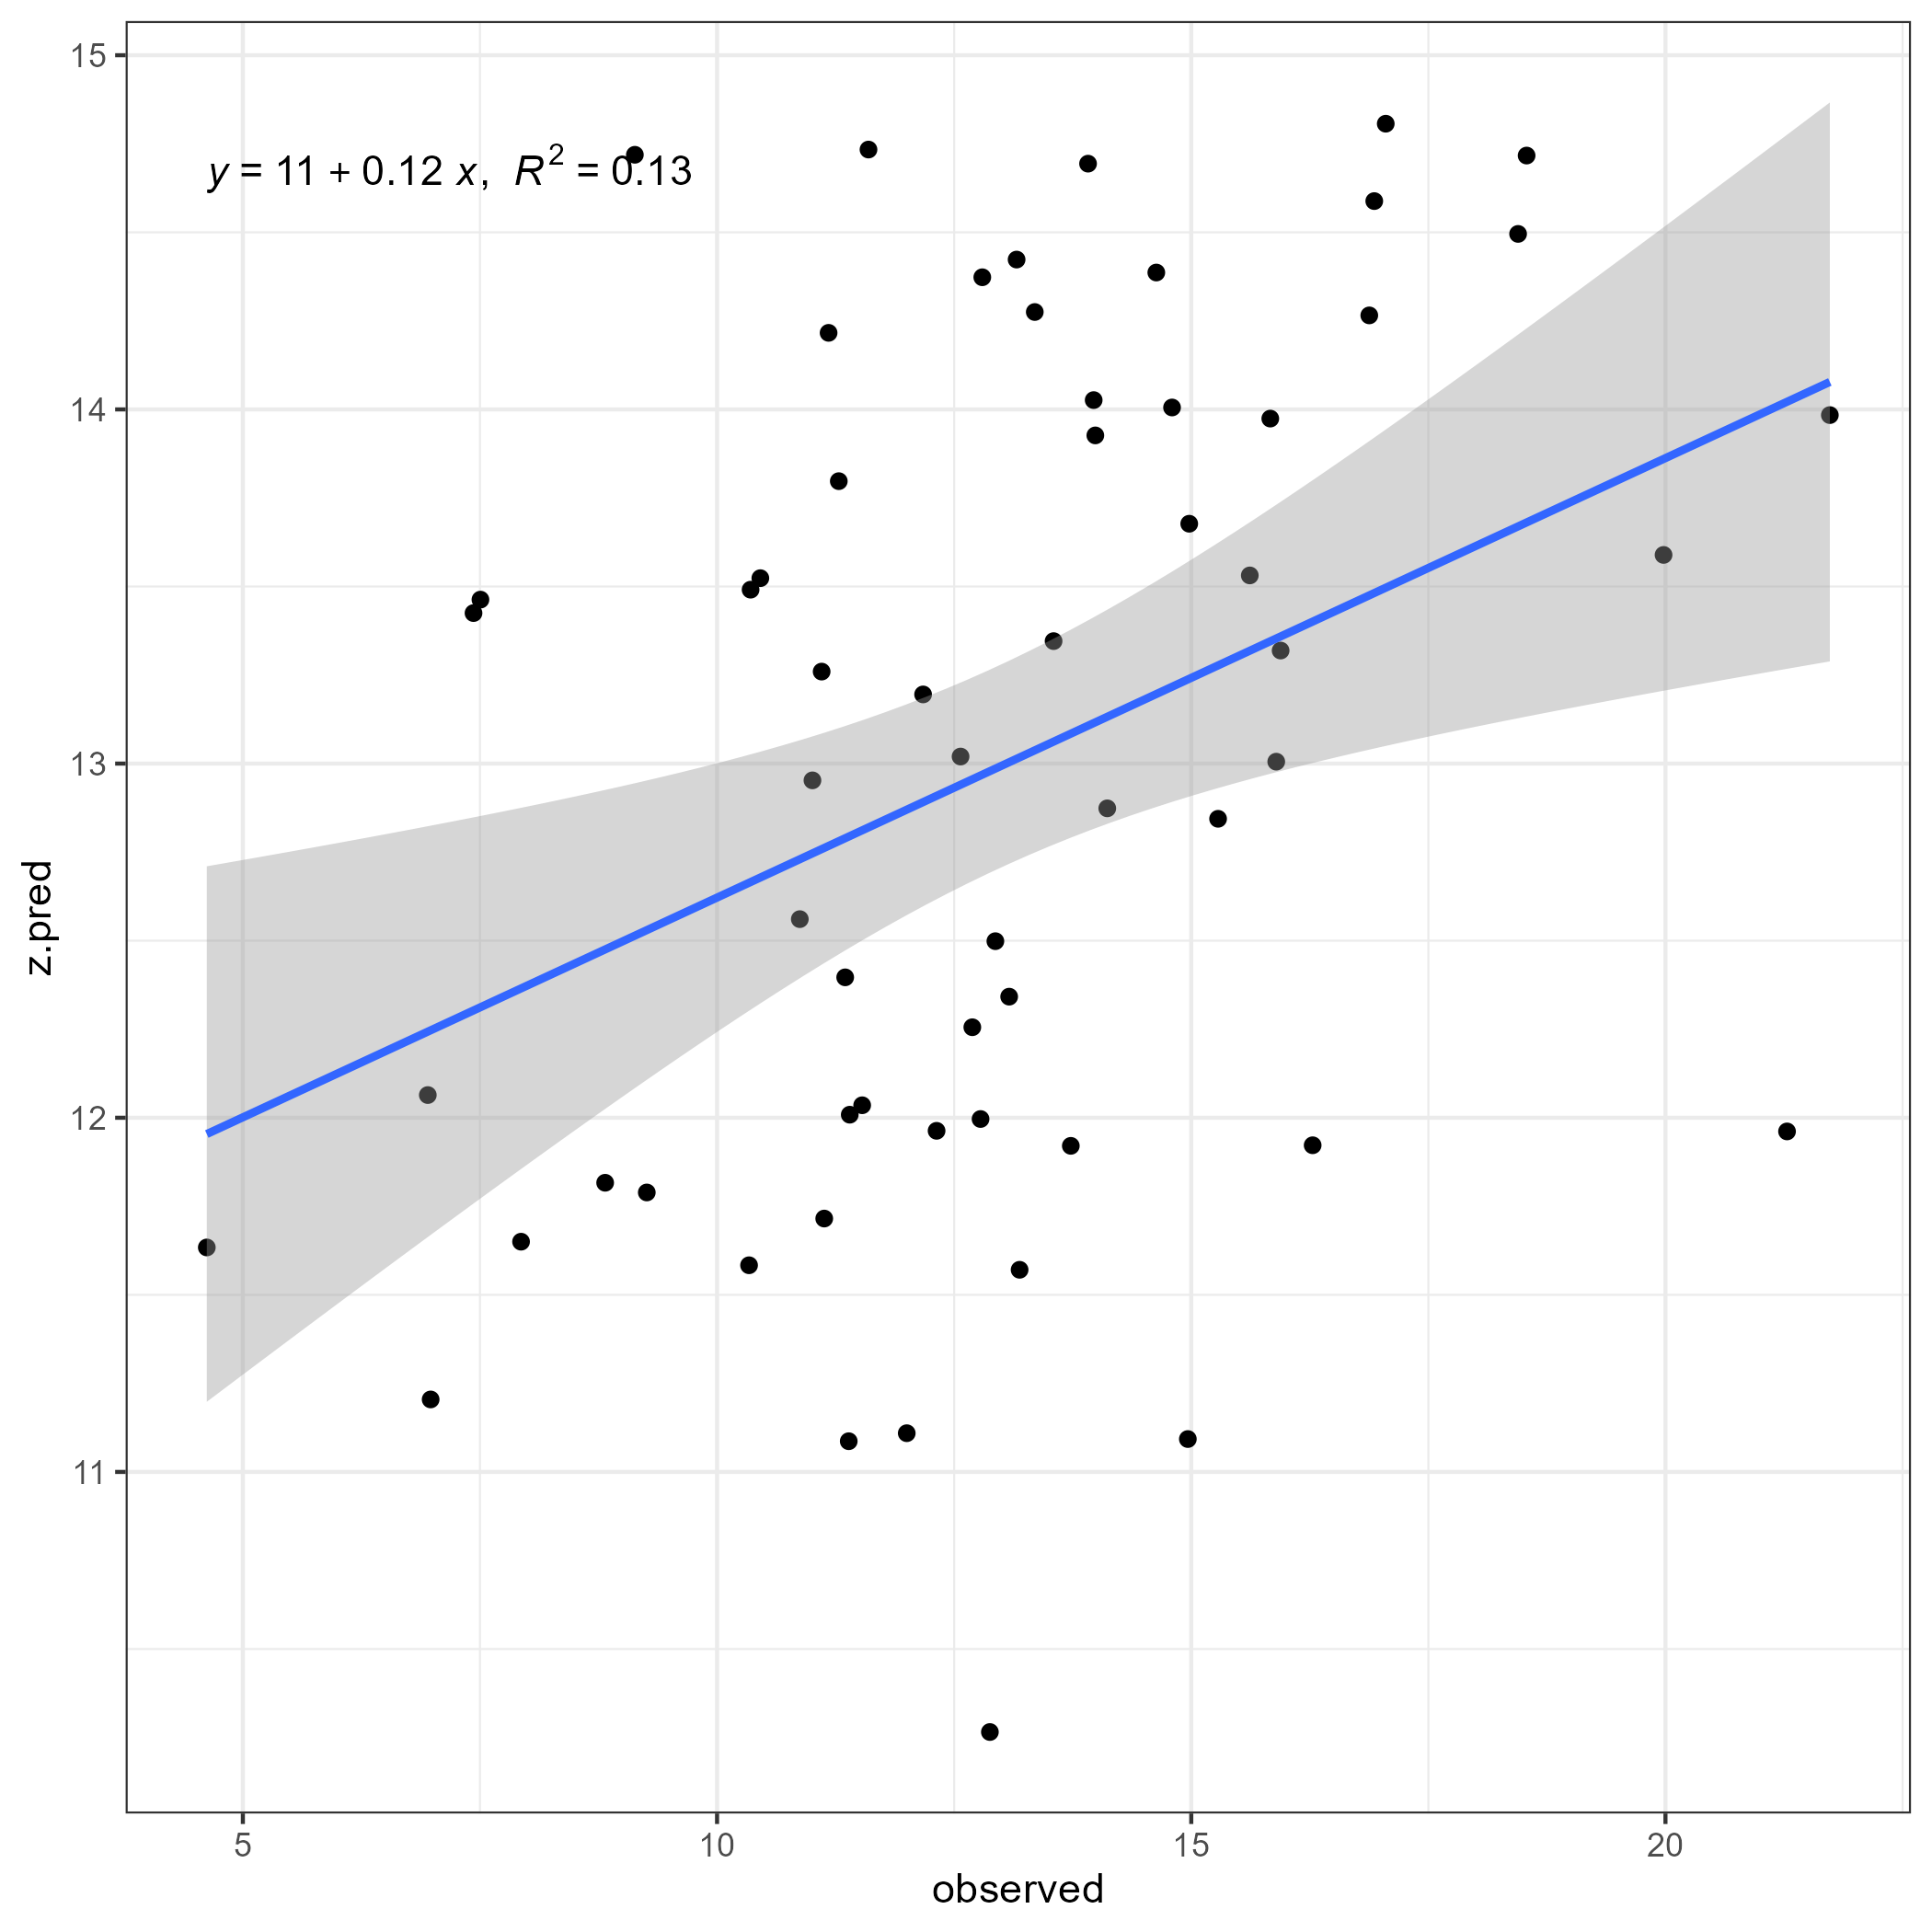 15
y = 11 + 0.12 x, R² = 0.13
14
13
12
11
z.pred
5 10 15 20
observed